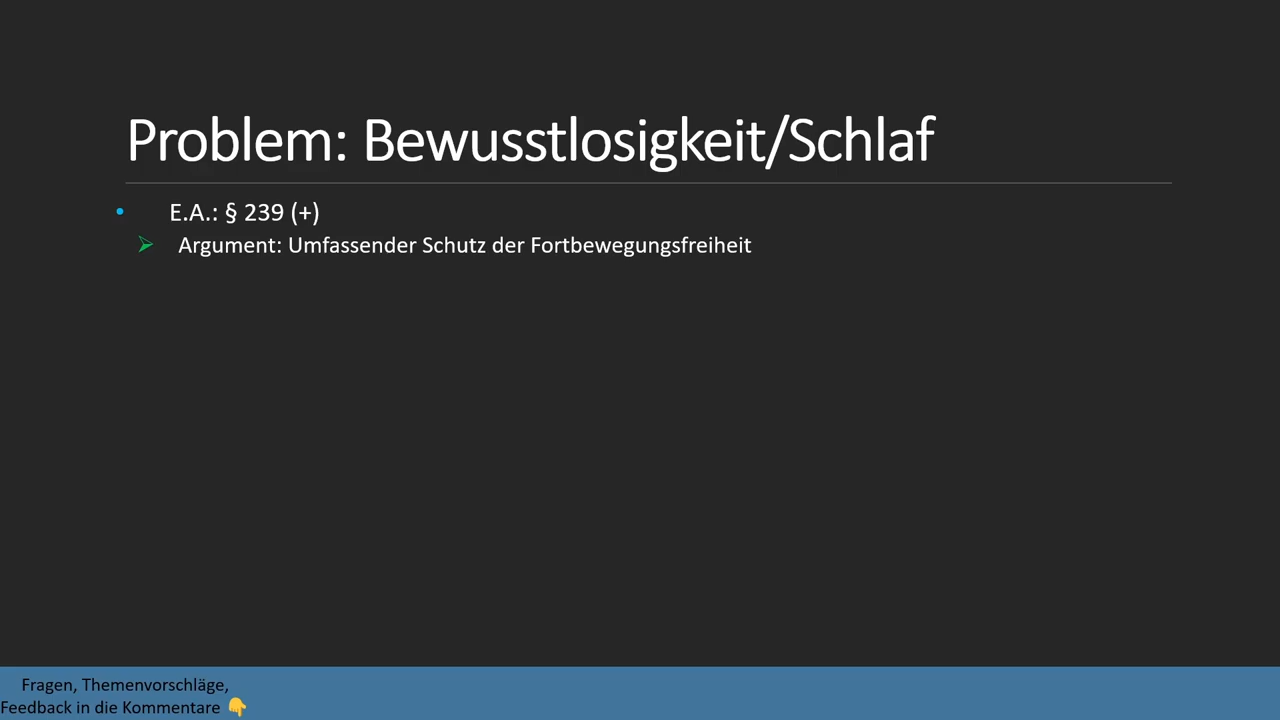 Problem: Bewusstlosigkeit/Schlaf
• E.A.: § 239 (+)
➢ Argument: Umfassender Schutz der Fortbewegungsfreiheit
Fragen, Themenvorschläge,
Feedback in die Kommentare 👇